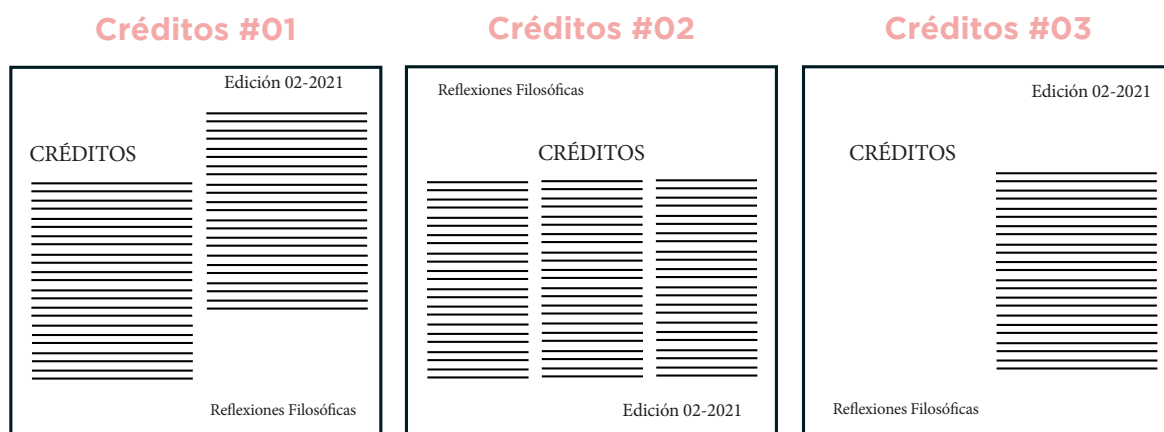 Créditos #01
Edición 02-2021
CRÉDITOS
Reflexiones Filosóficas
Créditos #02
Reflexiones Filosóficas
CRÉDITOS
Edición 02-2021
Créditos #03
Edición 02-2021
CRÉDITOS
Reflexiones Filosóficas